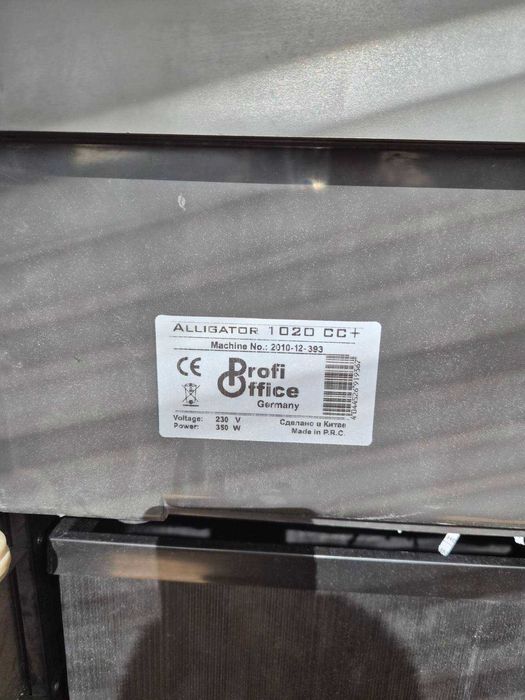 ALLIGATOR 1020 CC+
Machine No.: 2010-12-393
CE
Profi
Office
Germany
Voltage: 230 V
Power: 350 W
Сделано в Китае
Made in P.R.C.